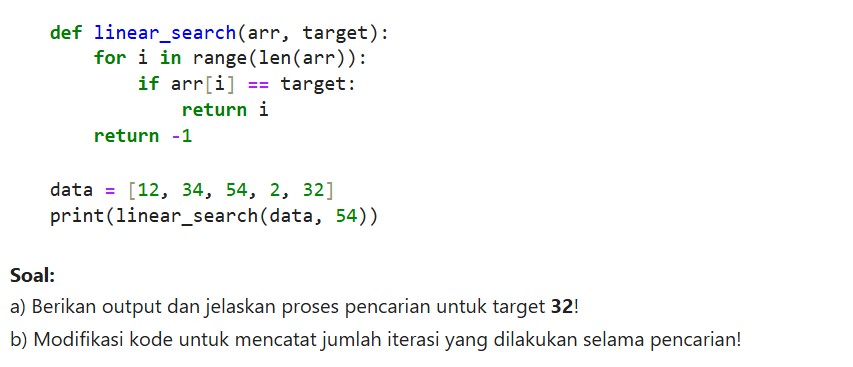 def linear_search(arr, target):
    for i in range(len(arr)):
        if arr[i] == target:
            return i
    return -1

data = [12, 34, 54, 2, 32]
print(linear_search(data, 54))

Soal:
a) Berikan output dan jelaskan proses pencarian untuk target 32!
b) Modifikasi kode untuk mencatat jumlah iterasi yang dilakukan selama pencarian!